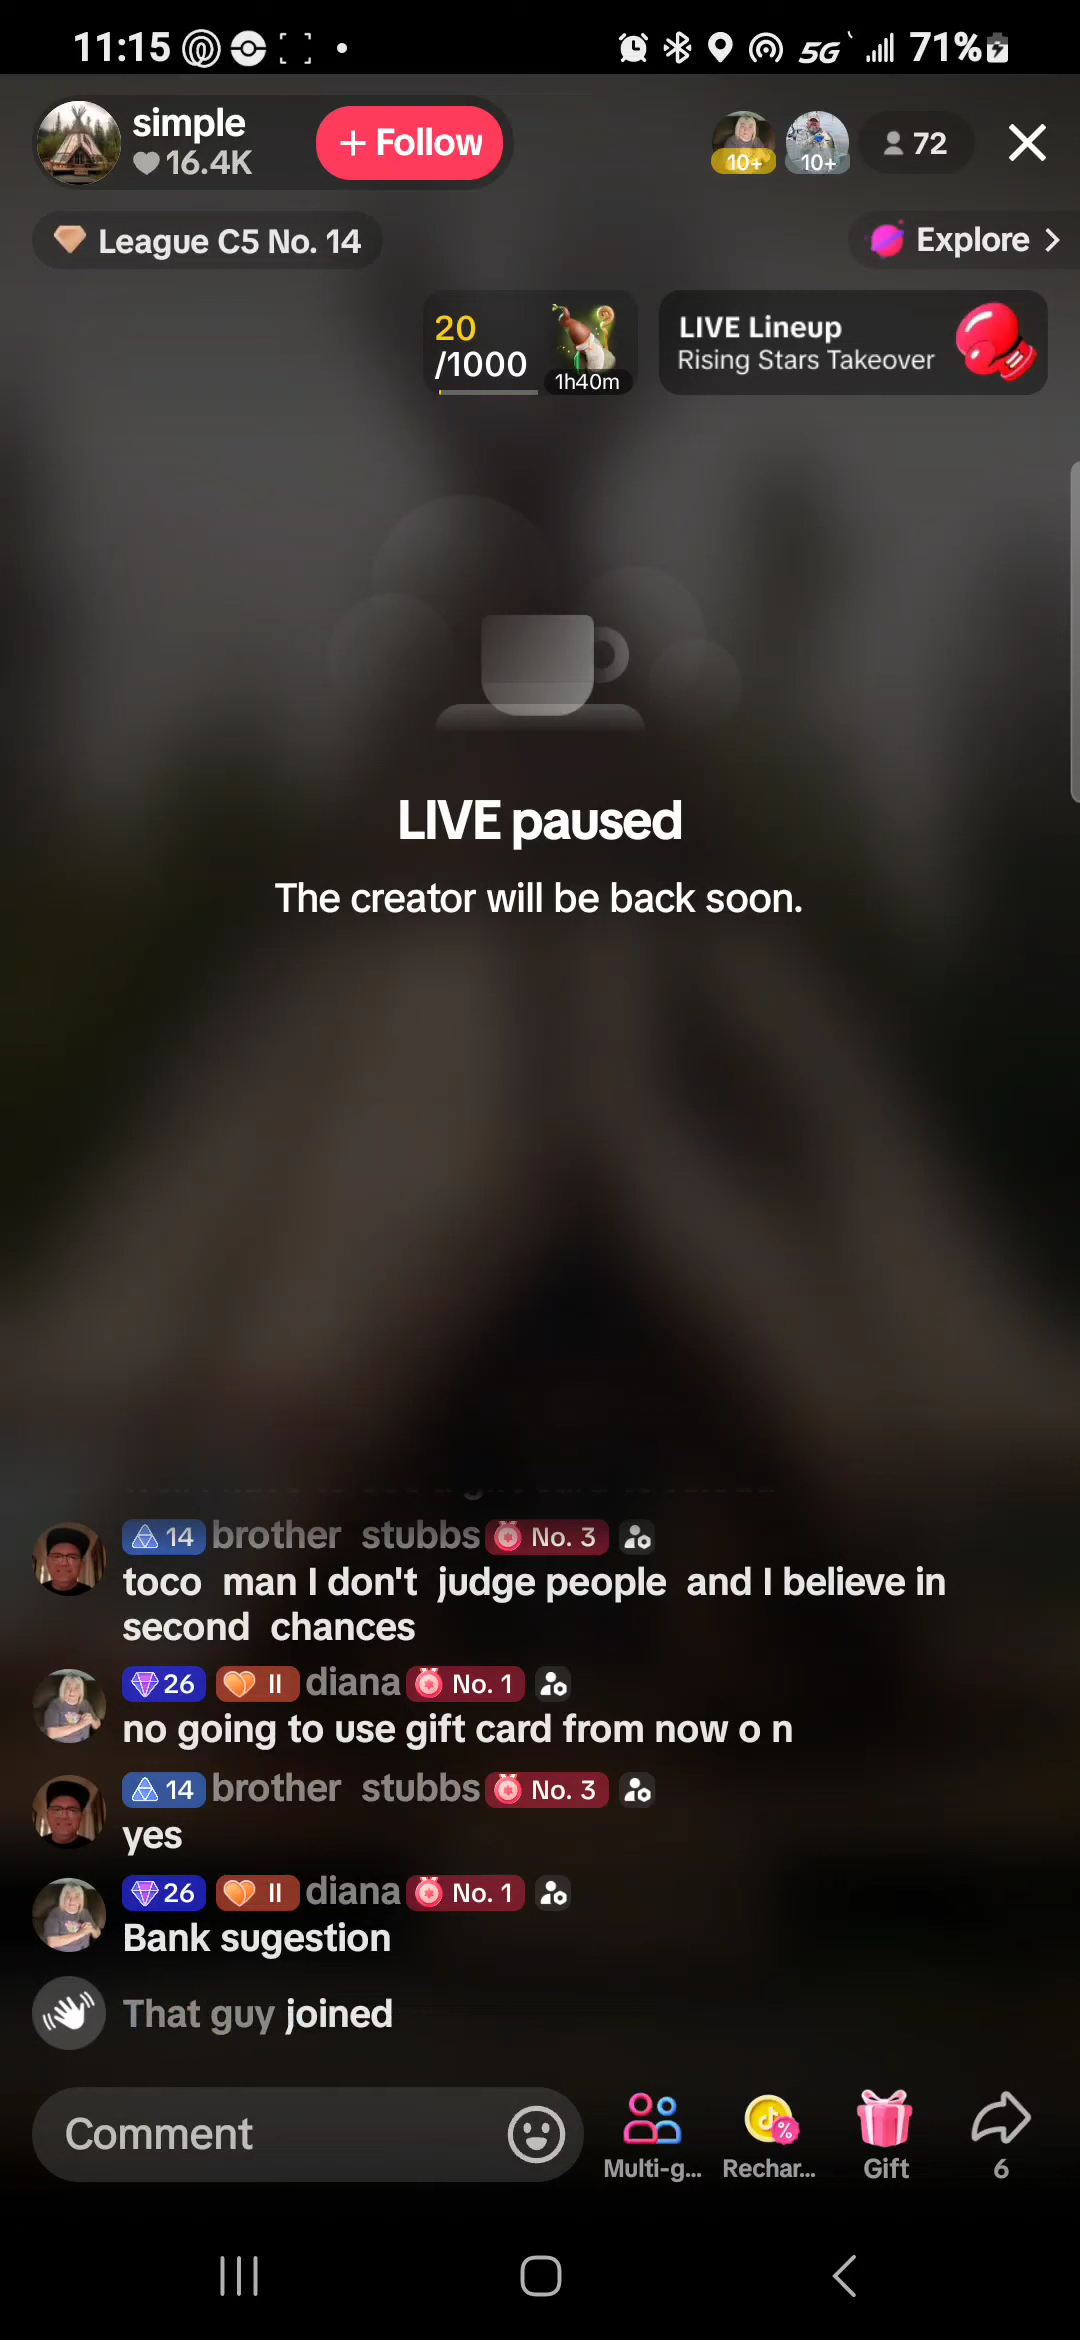 11:15
5G
71%
simple
16.4K
+ Follow
10+
10+
72
League C5 No. 14
Explore >
20
/1000
1h40m
LIVE Lineup
Rising Stars Takeover
LIVE paused
The creator will be back soon.
14 brother stubbs No. 3
toco man I don't judge people and I believe in
second chances
26 II diana No. 1
no going to use gift card from now o n
14 brother stubbs No. 3
yes
26 II diana No. 1
Bank sugestion
That guy joined
Comment
Multi-g...
Rechar...
Gift
6